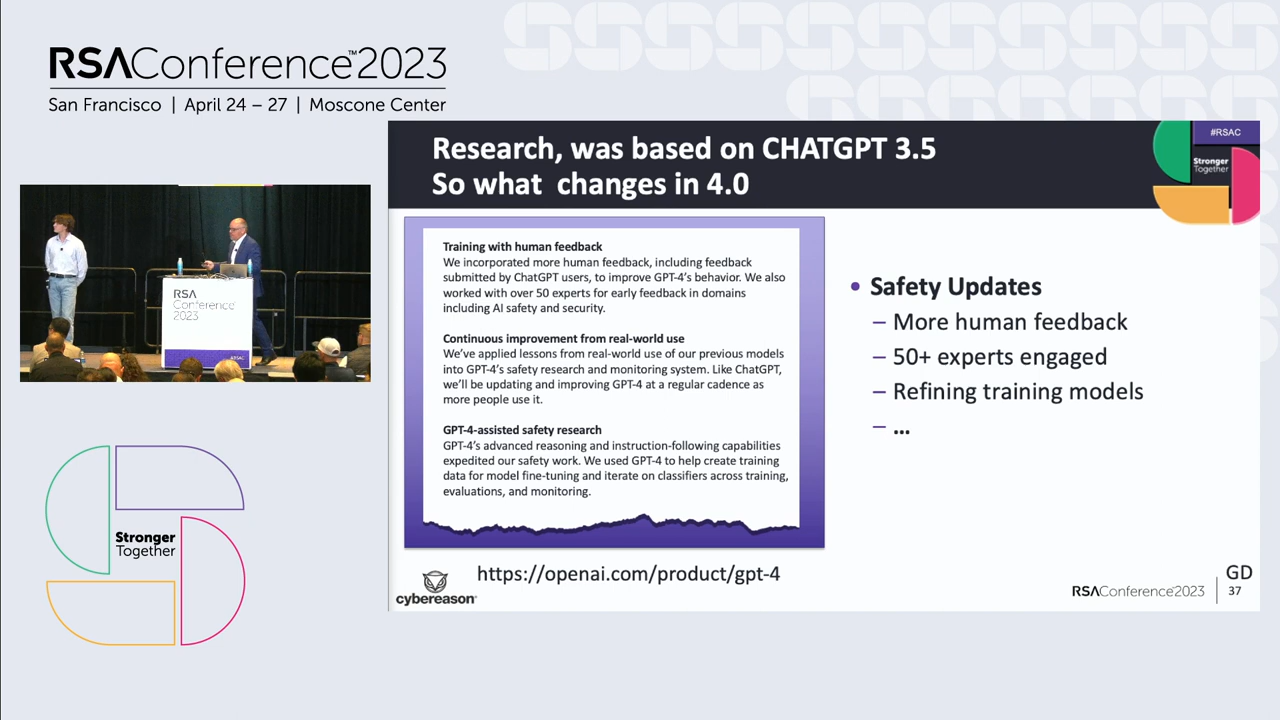 RSAConference™2023
San Francisco | April 24 – 27 | Moscone Center
Research, was based on CHATGPT 3.5
So what  changes in 4.0
#RSAC
Stronger
Together
RSA
Conference
2023
#RSAC
Training with human feedback
We incorporated more human feedback, including feedback
submitted by ChatGPT users, to improve GPT-4's behavior. We also
worked with over 50 experts for early feedback in domains
including AI safety and security.
Continuous improvement from real-world use
We've applied lessons from real-world use of our previous models
into GPT-4's safety research and monitoring system. Like ChatGPT,
we'll be updating and improving GPT-4 at a regular cadence as
more people use it.
GPT-4-assisted safety research
GPT-4's advanced reasoning and instruction-following capabilities
expedited our safety work. We used GPT-4 to help create training
data for model fine-tuning and iterate on classifiers across training,
evaluations, and monitoring.
• Safety Updates
– More human feedback
– 50+ experts engaged
– Refining training models
– ...
https://openai.com/product/gpt-4
cybereason®
RSAConference2023
GD
37
Stronger
Together